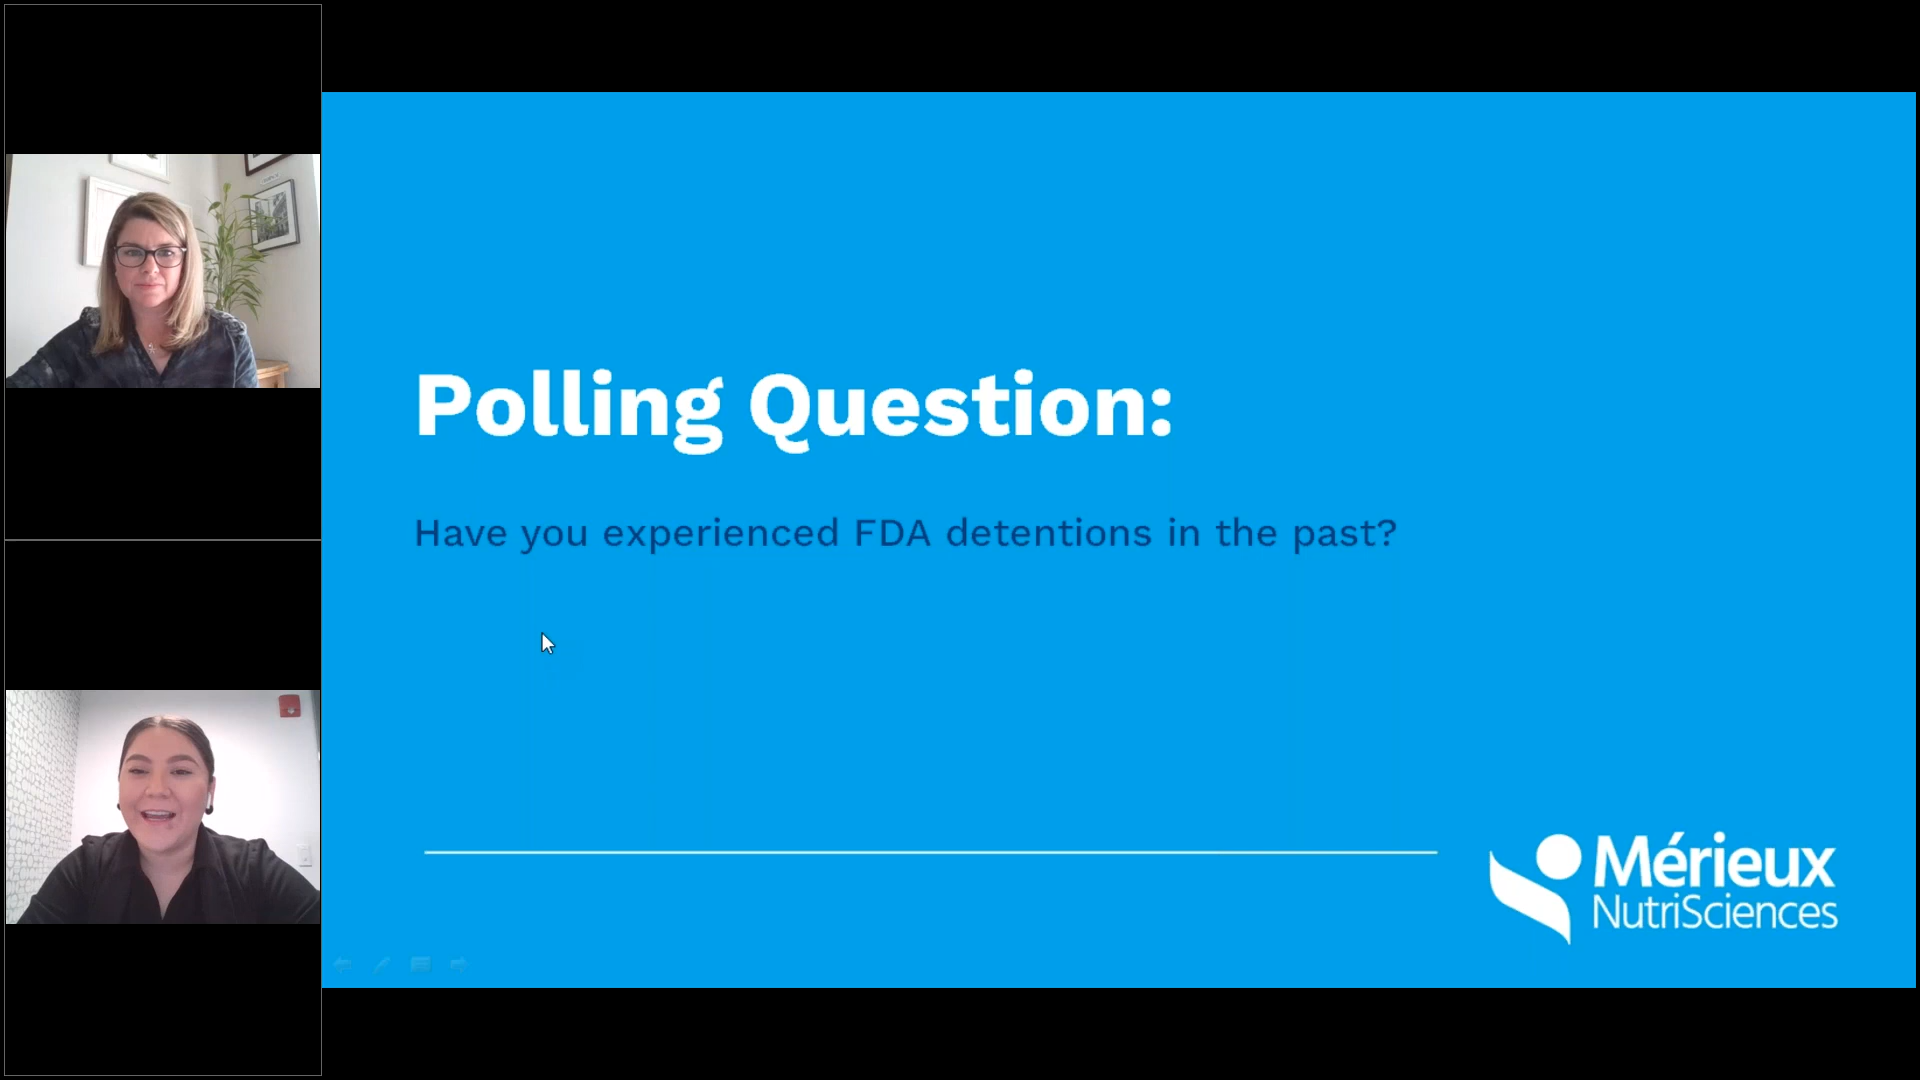 Polling Question:
Have you experienced FDA detentions in the past?
Mérieux
NutriSciences